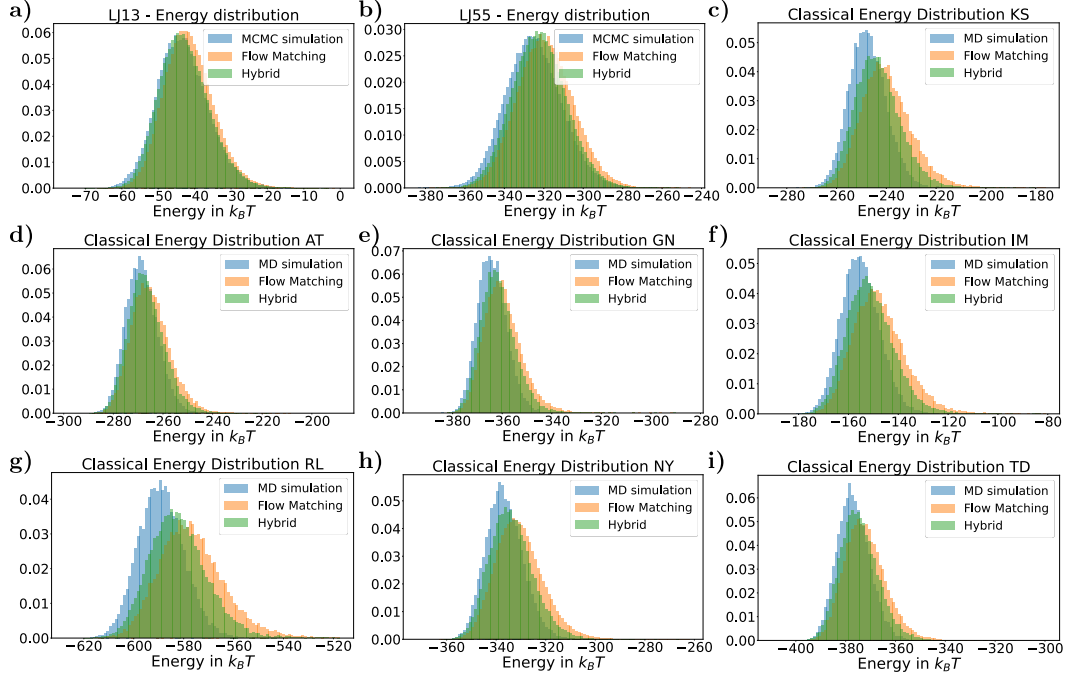 a) LJ13 - Energy distribution
0.06
0.05
0.04
0.03
0.02
0.01
0.00
MCMC simulation
Flow Matching
Hybrid
−70 −60 −50 −40 −30 −20 −10 0
Energy in k_BT
b) LJ55 - Energy distribution
0.030
0.025
0.020
0.015
0.010
0.005
0.000
MCMC simulation
Flow Matching
Hybrid
−380 −360 −340 −320 −300 −280 −260 −240
Energy in k_BT
c) Classical Energy Distribution KS
0.05
0.04
0.03
0.02
0.01
0.00
MD simulation
Flow Matching
Hybrid
−280 −260 −240 −220 −200 −180
Energy in k_BT
d) Classical Energy Distribution AT
0.06
0.05
0.04
0.03
0.02
0.01
0.00
MD simulation
Flow Matching
Hybrid
−300 −280 −260 −240 −220 −200
Energy in k_BT
e) Classical Energy Distribution GN
0.07
0.06
0.05
0.04
0.03
0.02
0.01
0.00
MD simulation
Flow Matching
Hybrid
−380 −360 −340 −320 −300 −280
Energy in k_BT
f) Classical Energy Distribution IM
0.05
0.04
0.03
0.02
0.01
0.00
MD simulation
Flow Matching
Hybrid
−180 −160 −140 −120 −100 −80
Energy in k_BT
g) Classical Energy Distribution RL
0.04
0.03
0.02
0.01
0.00
MD simulation
Flow Matching
Hybrid
−620 −600 −580 −560 −540 −520
Energy in k_BT
h) Classical Energy Distribution NY
0.05
0.04
0.03
0.02
0.01
0.00
MD simulation
Flow Matching
Hybrid
−360 −340 −320 −300 −280 −260
Energy in k_BT
i) Classical Energy Distribution TD
0.06
0.05
0.04
0.03
0.02
0.01
0.00
MD simulation
Flow Matching
Hybrid
−400 −380 −360 −340 −320 −300
Energy in k_BT